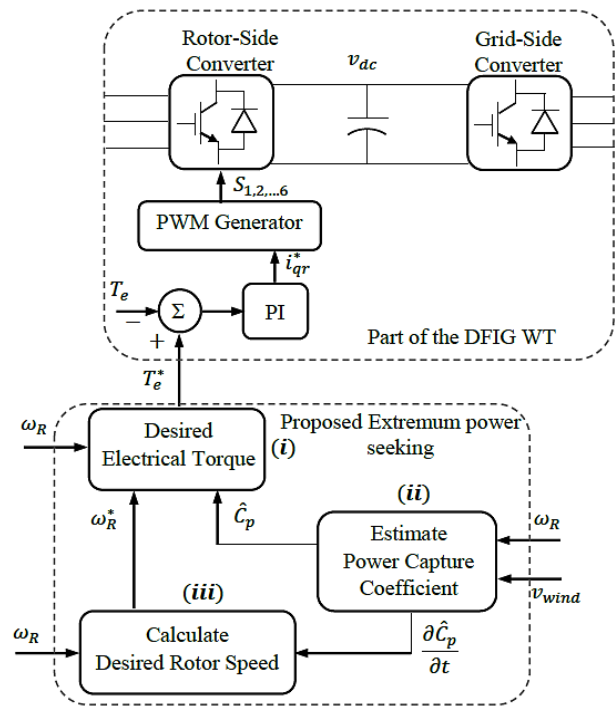 Rotor-Side
Converter
v_dc
Grid-Side
Converter
S_1,2,…6
PWM Generator
i*_qr
T_e
−
Σ
PI
+
Part of the DFIG WT
T*_e
ω_R
Desired
Electrical Torque
(i)
Proposed Extremum power
seeking
(ii)
ω*_R
Ĉ_p
Estimate
Power Capture
Coefficient
ω_R
v_wind
(iii)
ω_R
Calculate
Desired Rotor Speed
∂Ĉ_p
∂t